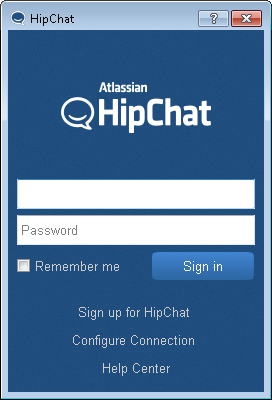 HipChat
?
Atlassian
HipChat
Password
Remember me
Sign in
Sign up for HipChat
Configure Connection
Help Center